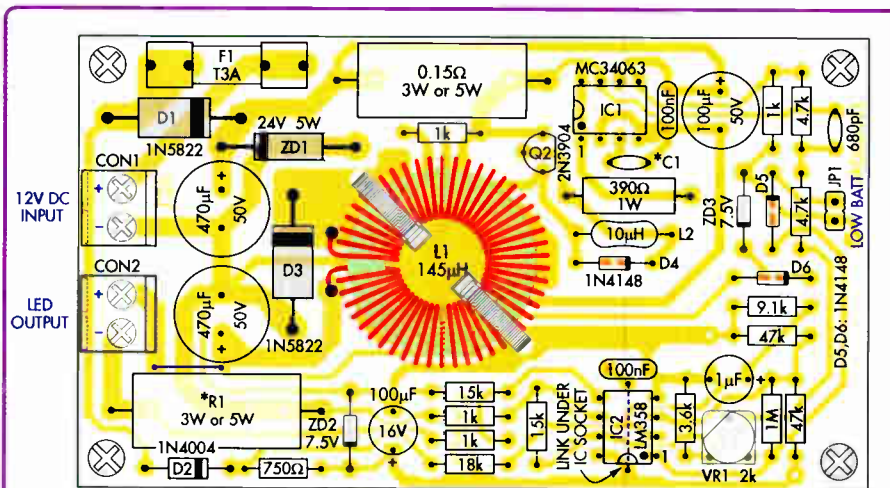 F1
T3A
0.15Ω
3W or 5W
MC34063
IC1
1
100nF
100µF
50V
1k
4.7k
680pF
D1
1N5822
24V 5W
ZD1
1k
Q2
2N3904
*C1
390Ω
1W
10µH
L2
D4
1N4148
ZD3
7.5V
D5
4.7k
JP1
LOW BATT
CON1
12V DC
INPUT
+
–
470µF
50V
+
CON2
LED
OUTPUT
+
–
470µF
50V
+
D3
1N5822
L1
145µH
D6
9.1k
47k
D5,D6: 1N4148
*R1
3W or 5W
1N4004
D2
750Ω
ZD2
7.5V
100µF
16V
+
15k
1k
1k
18k
15k
LINK UNDER
IC SOCKET
100nF
IC2
LM358
1
3.6k
1µF
+
VR1 2k
1M
47k